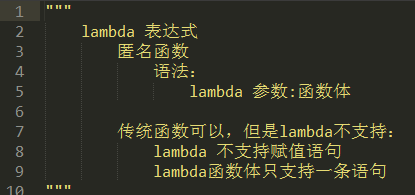 1 """
2 lambda 表达式
3 匿名函数
4 语法：
5 lambda 参数:函数体
6
7 传统函数可以，但是lambda不支持：
8 lambda 不支持赋值语句
9 lambda函数体只支持一条语句
10 """